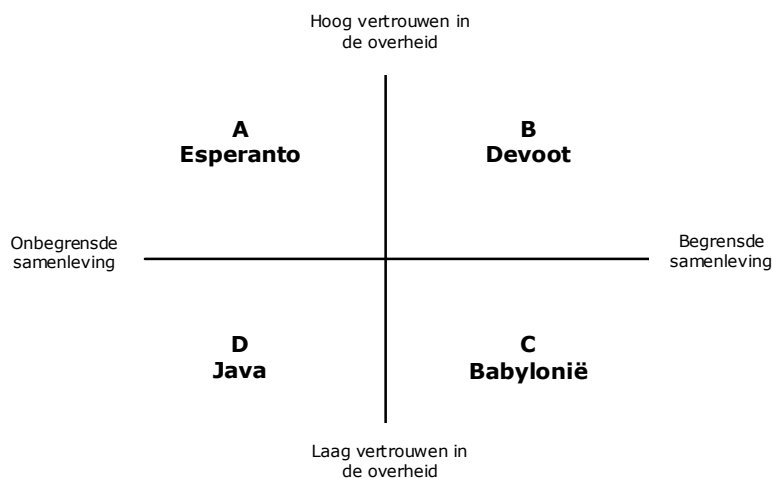 Hoog vertrouwen in
de overheid
A
Esperanto
B
Devoot
Onbegrensde
samenleving
Begrensde
samenleving
D
Java
C
Babylonië
Laag vertrouwen in
de overheid